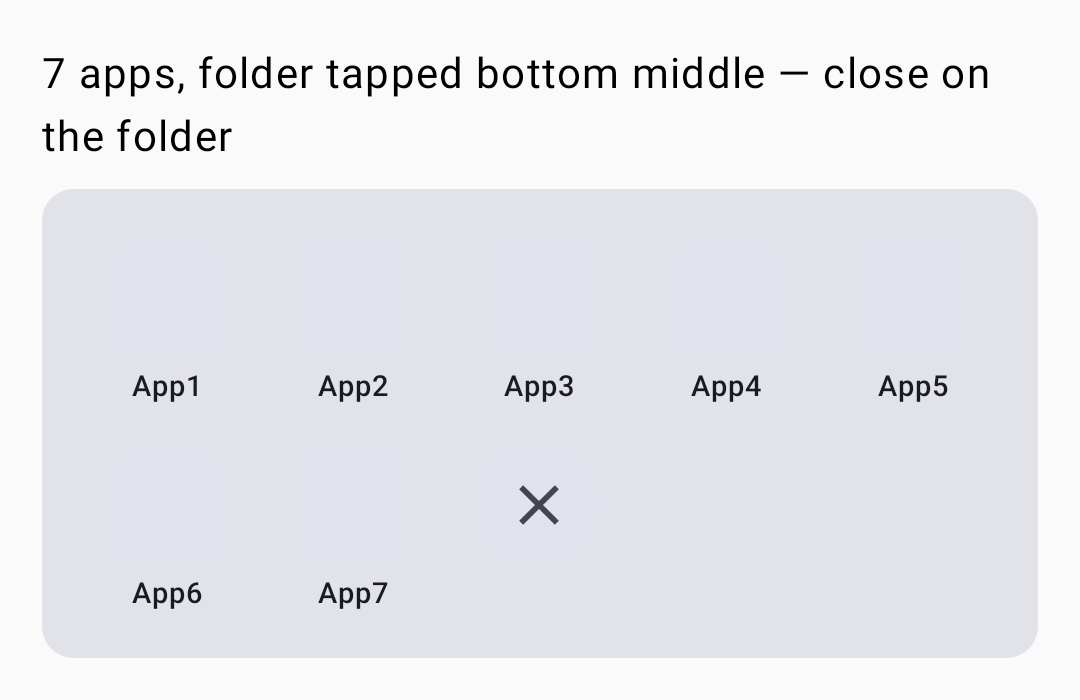 7 apps, folder tapped bottom middle — close on
the folder
App1 App2 App3 App4 App5
App6 App7